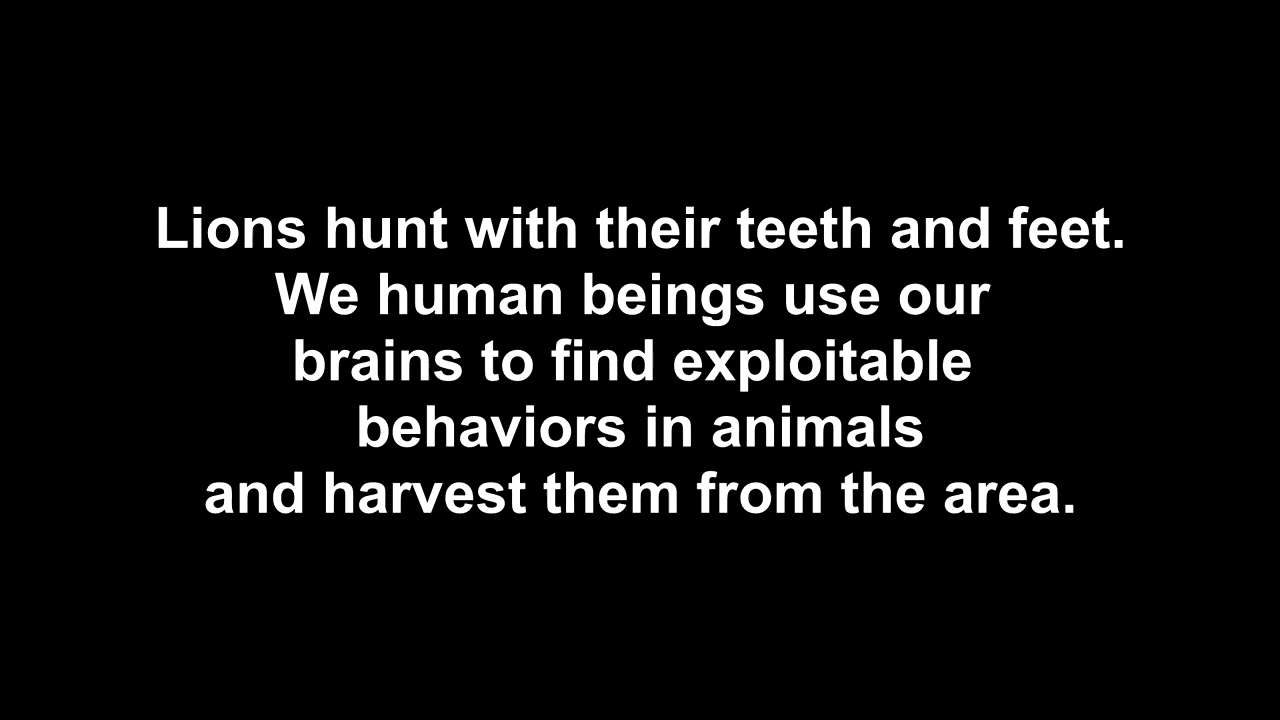 Lions hunt with their teeth and feet.
We human beings use our
brains to find exploitable
behaviors in animals
and harvest them from the area.